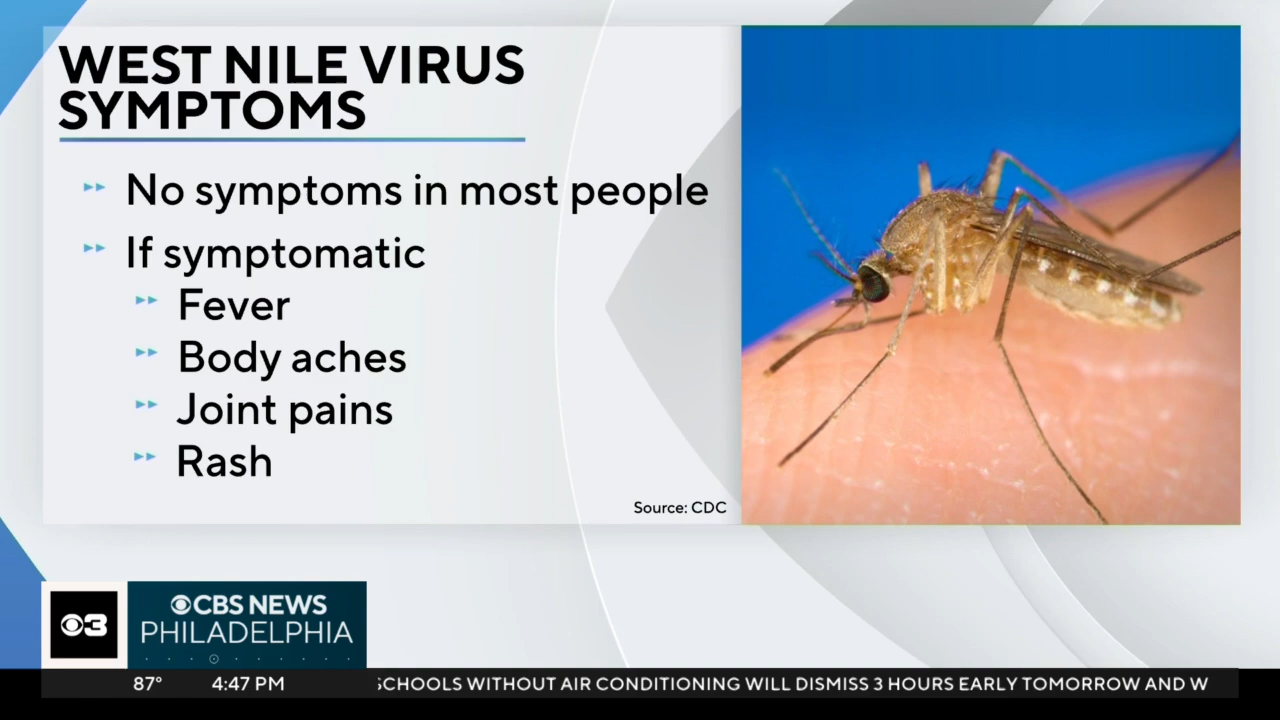 WEST NILE VIRUS
SYMPTOMS
No symptoms in most people
If symptomatic
Fever
Body aches
Joint pains
Rash
Source: CDC
3
CBS NEWS
PHILADELPHIA
87° 4:47 PM SCHOOLS WITHOUT AIR CONDITIONING WILL DISMISS 3 HOURS EARLY TOMORROW AND W